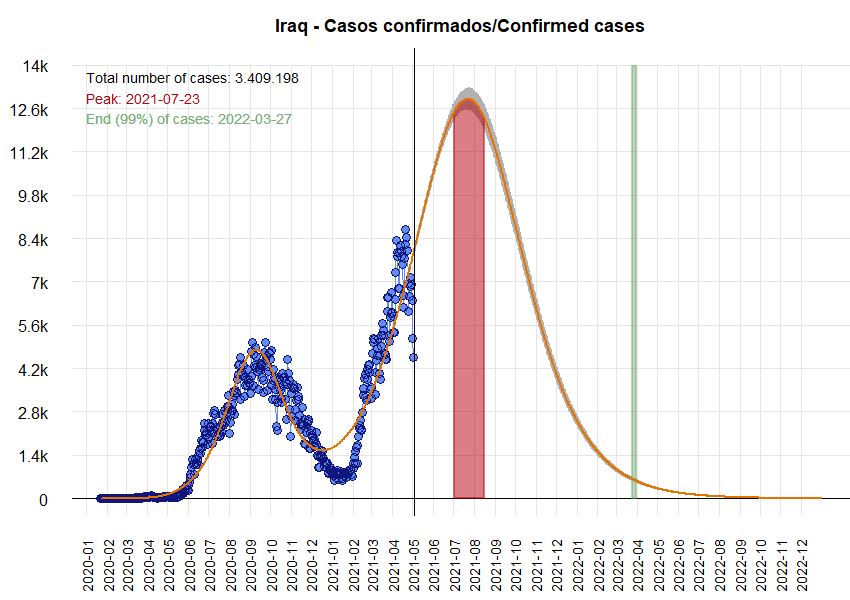 Iraq - Casos confirmados/Confirmed cases
14k
12.6k
11.2k
9.8k
8.4k
7k
5.6k
4.2k
2.8k
1.4k
0
Total number of cases: 3.409.198
Peak: 2021-07-23
End (99%) of cases: 2022-03-27
2020-01
2020-02
2020-03
2020-04
2020-05
2020-06
2020-07
2020-08
2020-09
2020-10
2020-11
2020-12
2021-01
2021-02
2021-03
2021-04
2021-05
2021-06
2021-07
2021-08
2021-09
2021-10
2021-11
2021-12
2022-01
2022-02
2022-03
2022-04
2022-05
2022-06
2022-07
2022-08
2022-09
2022-10
2022-11
2022-12